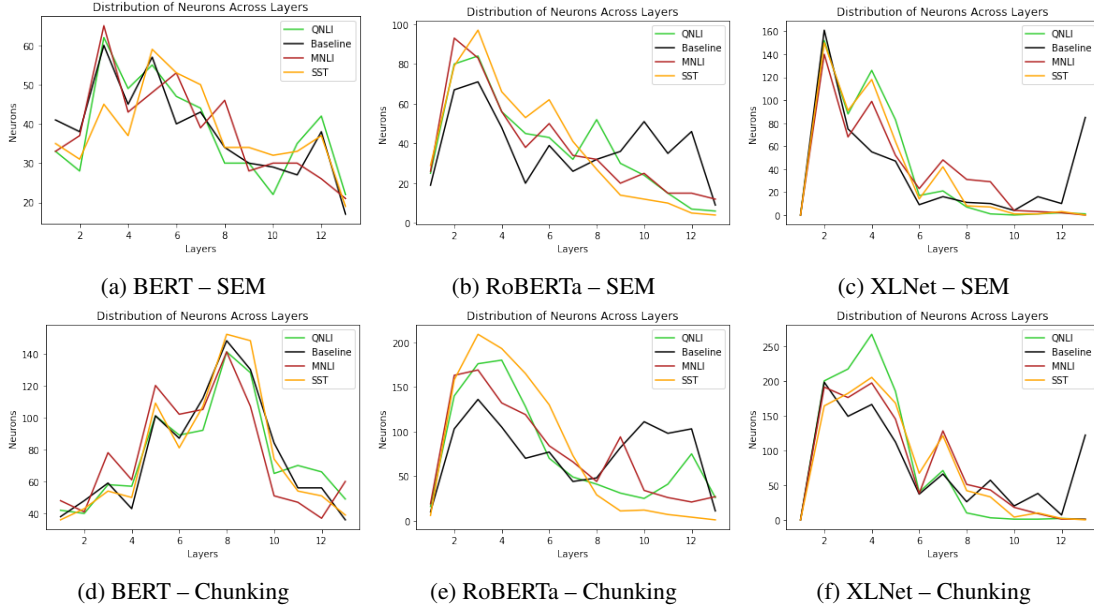 Distribution of Neurons Across Layers
Neurons
60
50
40
30
20
2
4
6
8
10
12
Layers
QNLI
Baseline
MNLI
SST
(a) BERT – SEM
Distribution of Neurons Across Layers
Neurons
100
80
60
40
20
0
2
4
6
8
10
12
Layers
QNLI
Baseline
MNLI
SST
(b) RoBERTa – SEM
Distribution of Neurons Across Layers
Neurons
160
140
120
100
80
60
40
20
0
2
4
6
8
10
12
Layers
QNLI
Baseline
MNLI
SST
(c) XLNet – SEM
Distribution of Neurons Across Layers
Neurons
140
120
100
80
60
40
2
4
6
8
10
12
Layers
QNLI
Baseline
MNLI
SST
(d) BERT – Chunking
Distribution of Neurons Across Layers
Neurons
200
150
100
50
0
2
4
6
8
10
12
Layers
QNLI
Baseline
MNLI
SST
(e) RoBERTa – Chunking
Distribution of Neurons Across Layers
Neurons
250
200
150
100
50
0
2
4
6
8
10
12
Layers
QNLI
Baseline
MNLI
SST
(f) XLNet – Chunking